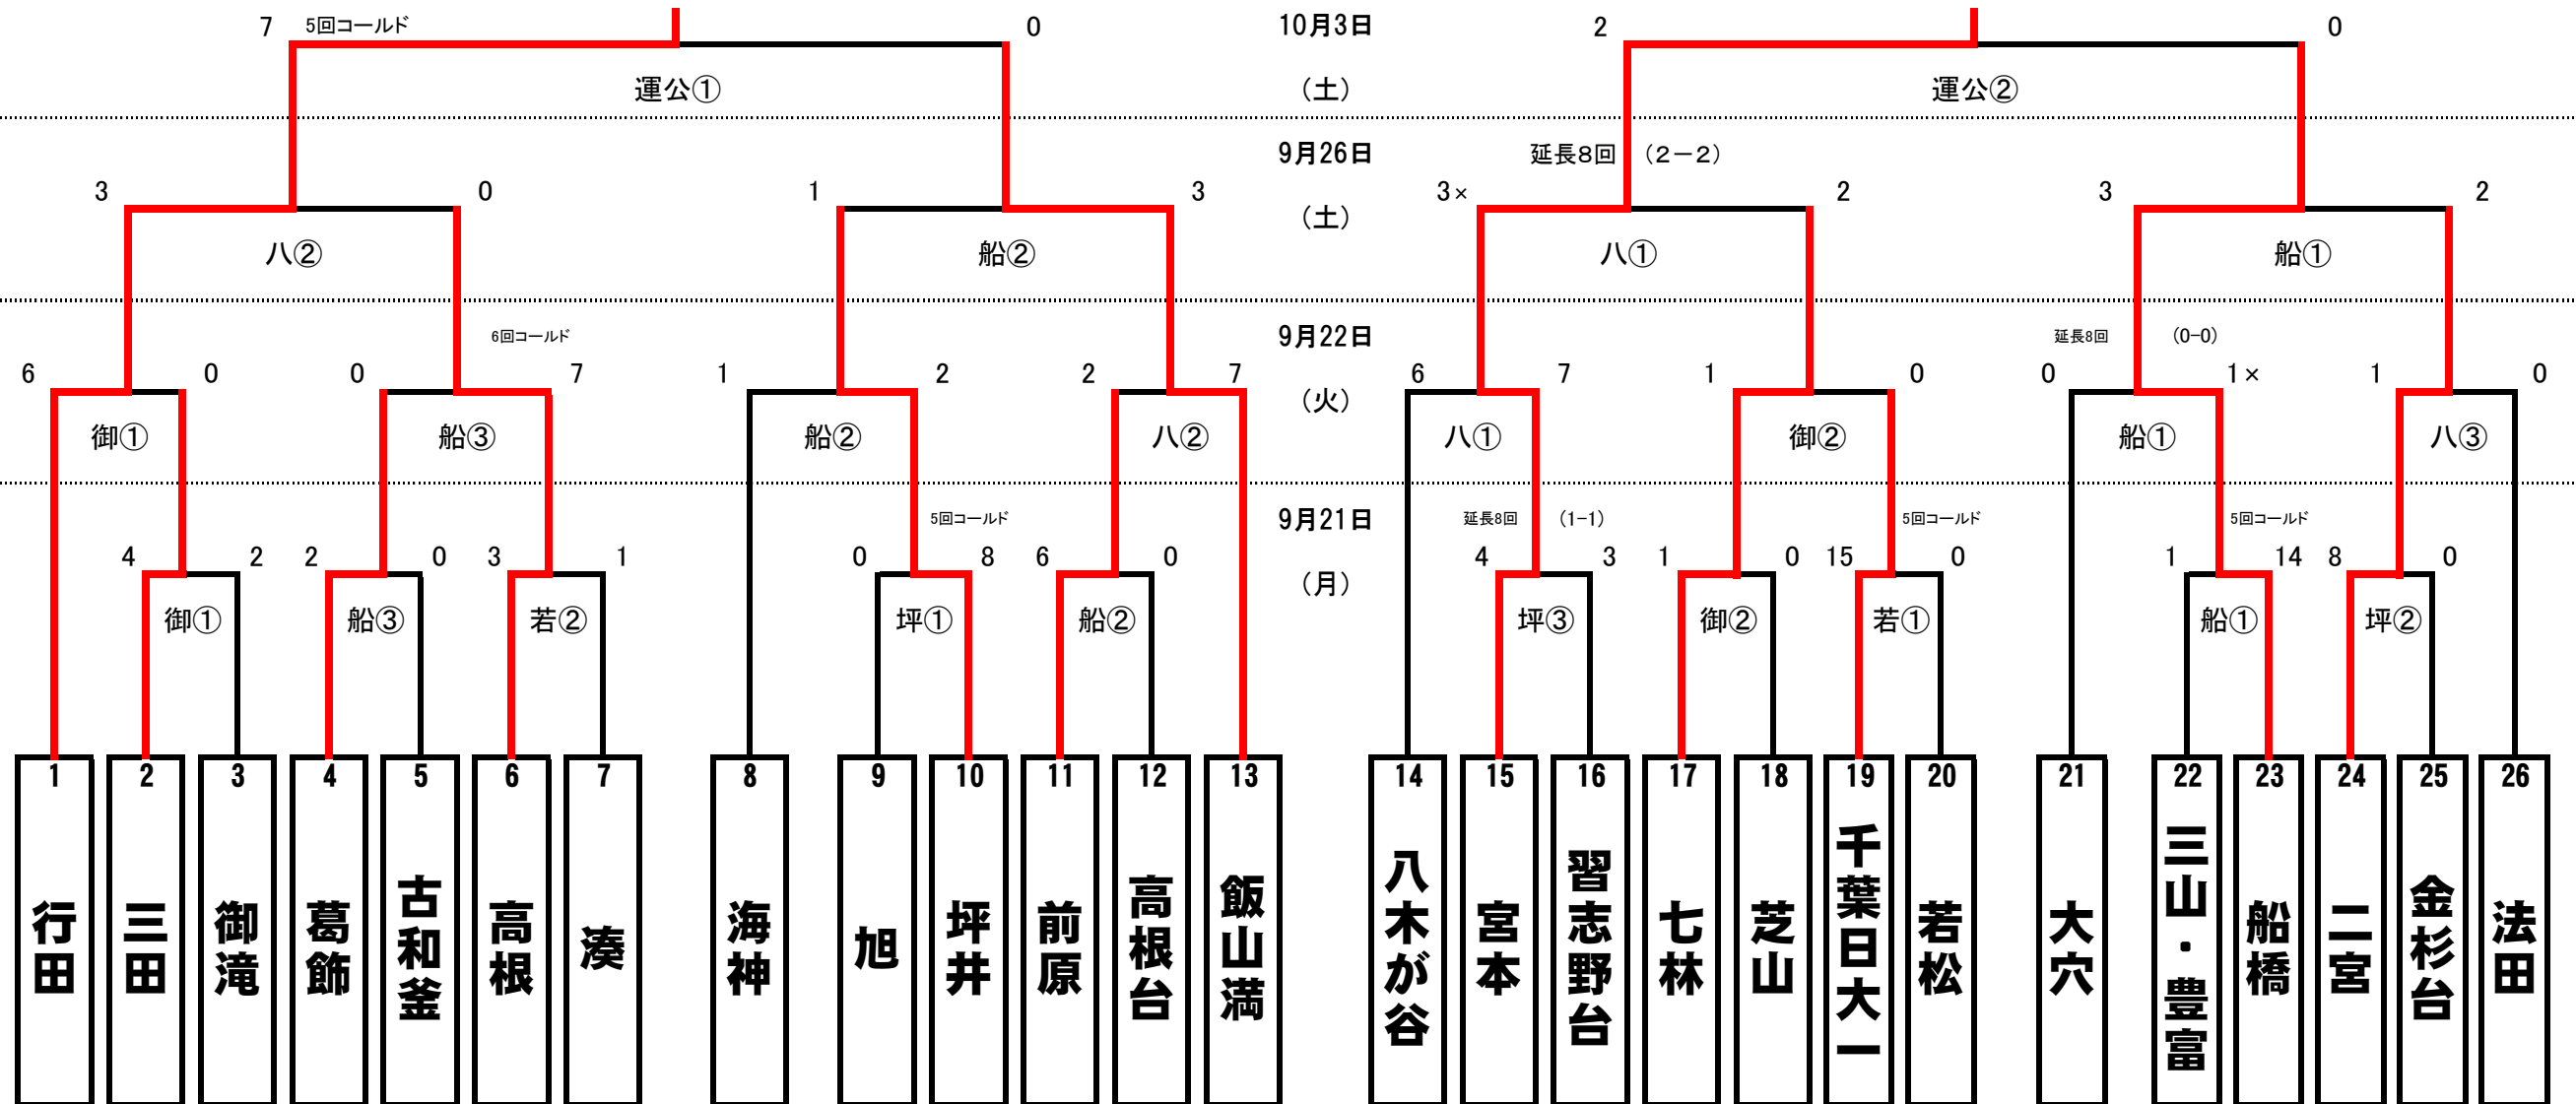 7 5回コールド 0 10月3日 2 0
運公① （土） 運公②
9月26日 延長8回 （2－2）
3 0 1 3 （土） 3× 2 3 2
八② 船② 八① 船①
6回コールド 9月22日 延長8回 （0-0）
6 0 0 7 1 2 2 7 6 7 1 0 0 1× 1 0
（火）
御① 船③ 船② 八② 八① 御② 船① 八③
5回コールド 9月21日 延長8回 （1-1） 5回コールド 5回コールド
4 2 2 0 3 1 0 8 6 0 4 3 1 0 15 0 1 14 8 0
（月）
御① 船③ 若② 坪① 船② 坪③ 御② 若① 船① 坪②
1 2 3 4 5 6 7 8 9 10 11 12 13 14 15 16 17 18 19 20 21 22 23 24 25 26
行田
三田
御滝
葛飾
古和釜
高根
湊
海神
旭
坪井
前原
高根台
飯山満
八木が谷
宮本
習志野台
七林
芝山
千葉日大一
若松
大穴
三山・豊富
船橋
二宮
金杉台
法田